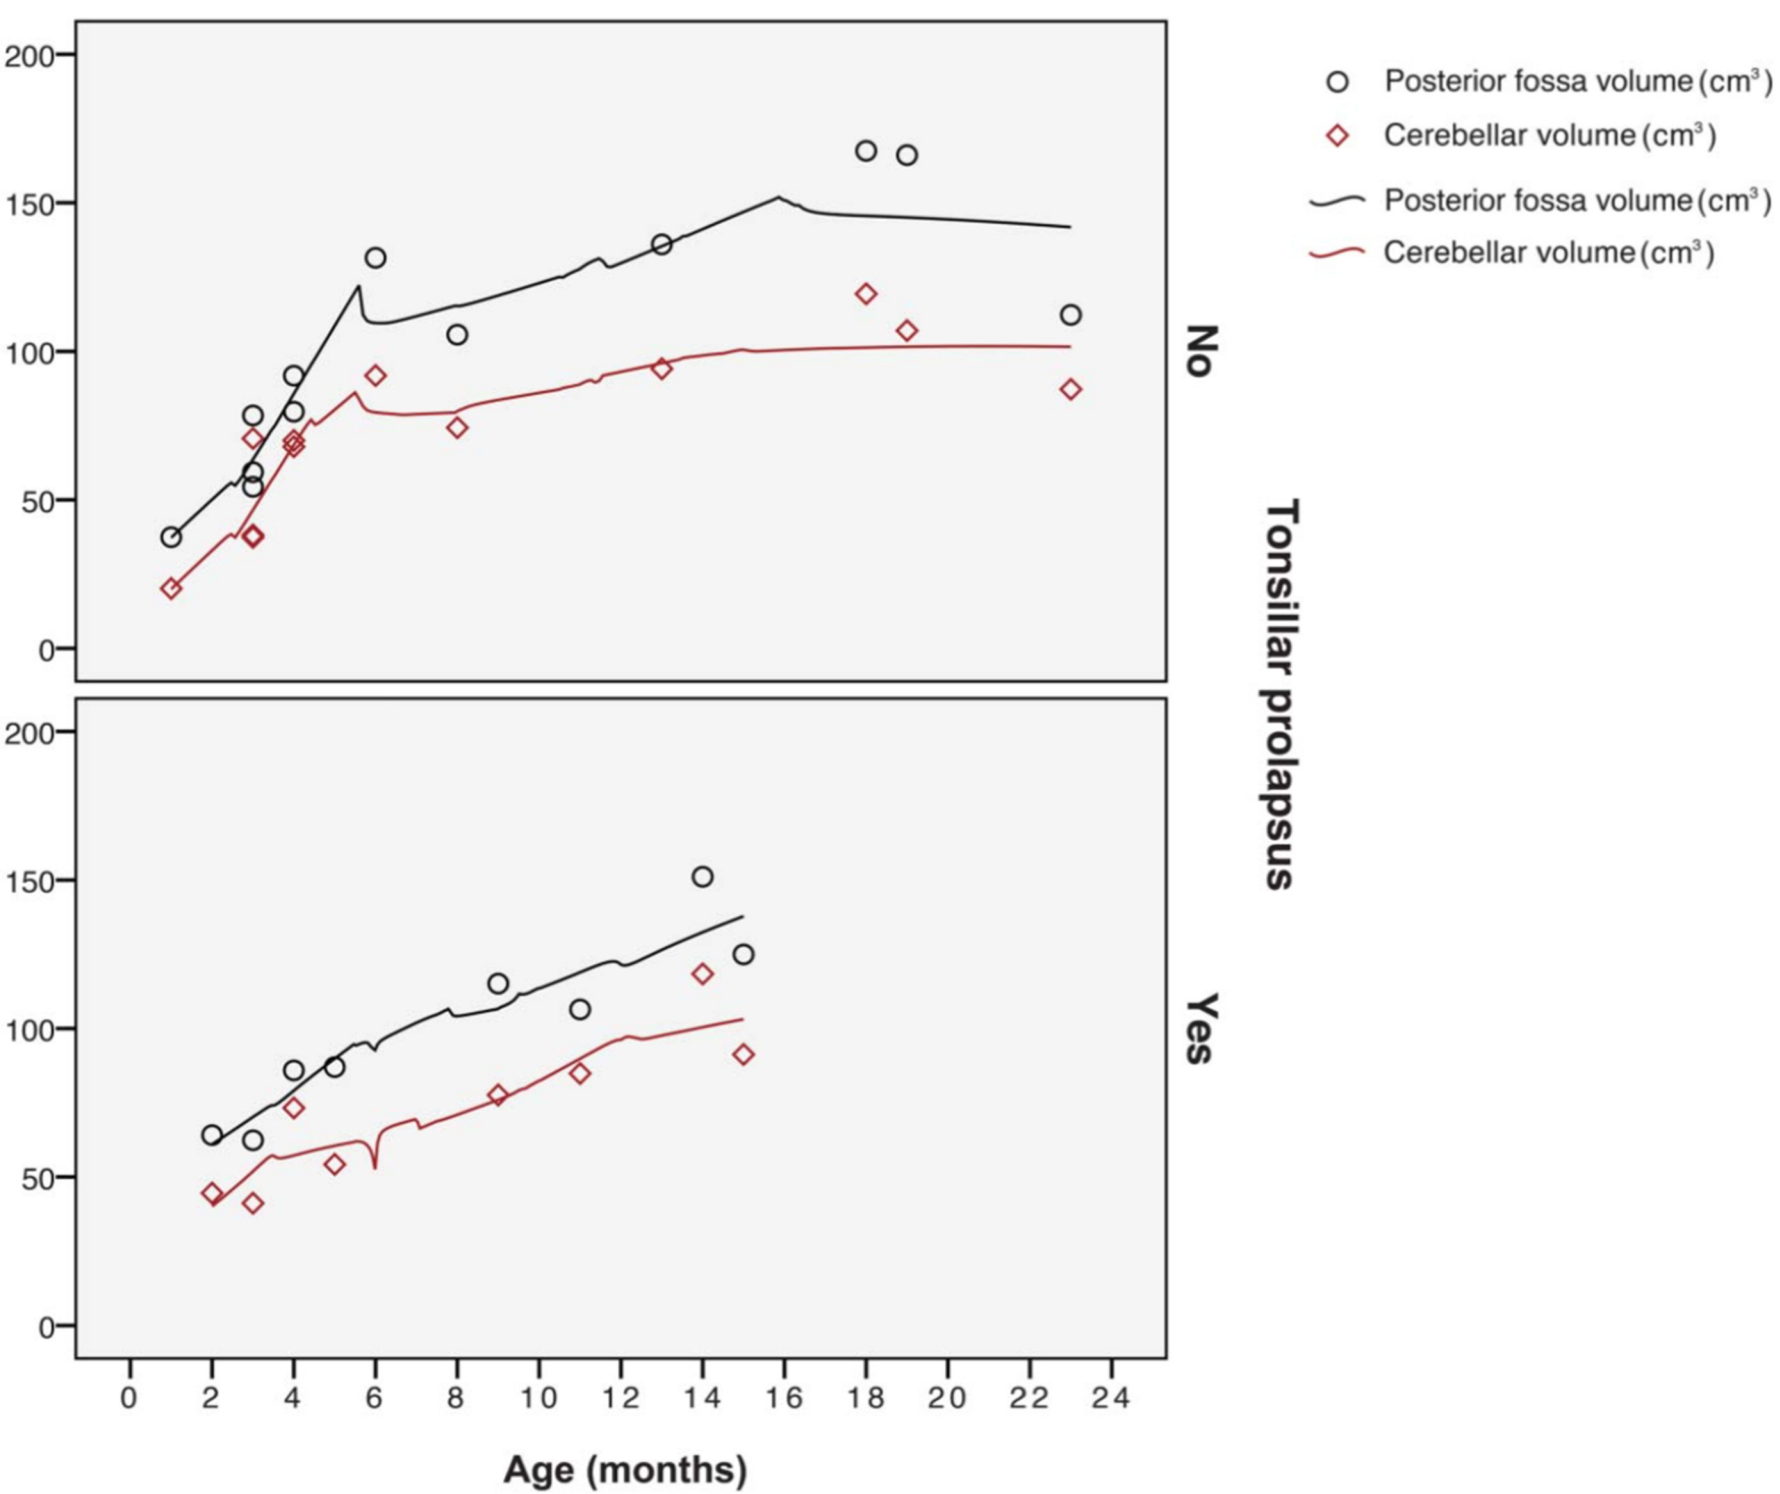 200
150
100
50
0
No
200
150
100
50
0
Yes
0 2 4 6 8 10 12 14 16 18 20 22 24
Age (months)
Tonsillar prolapsus
Posterior fossa volume (cm³)
Cerebellar volume (cm³)
Posterior fossa volume (cm³)
Cerebellar volume (cm³)